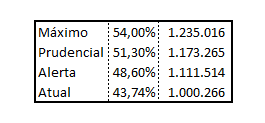 Máximo 54,00% 1.235.016
Prudencial 51,30% 1.173.265
Alerta 48,60% 1.111.514
Atual 43,74% 1.000.266